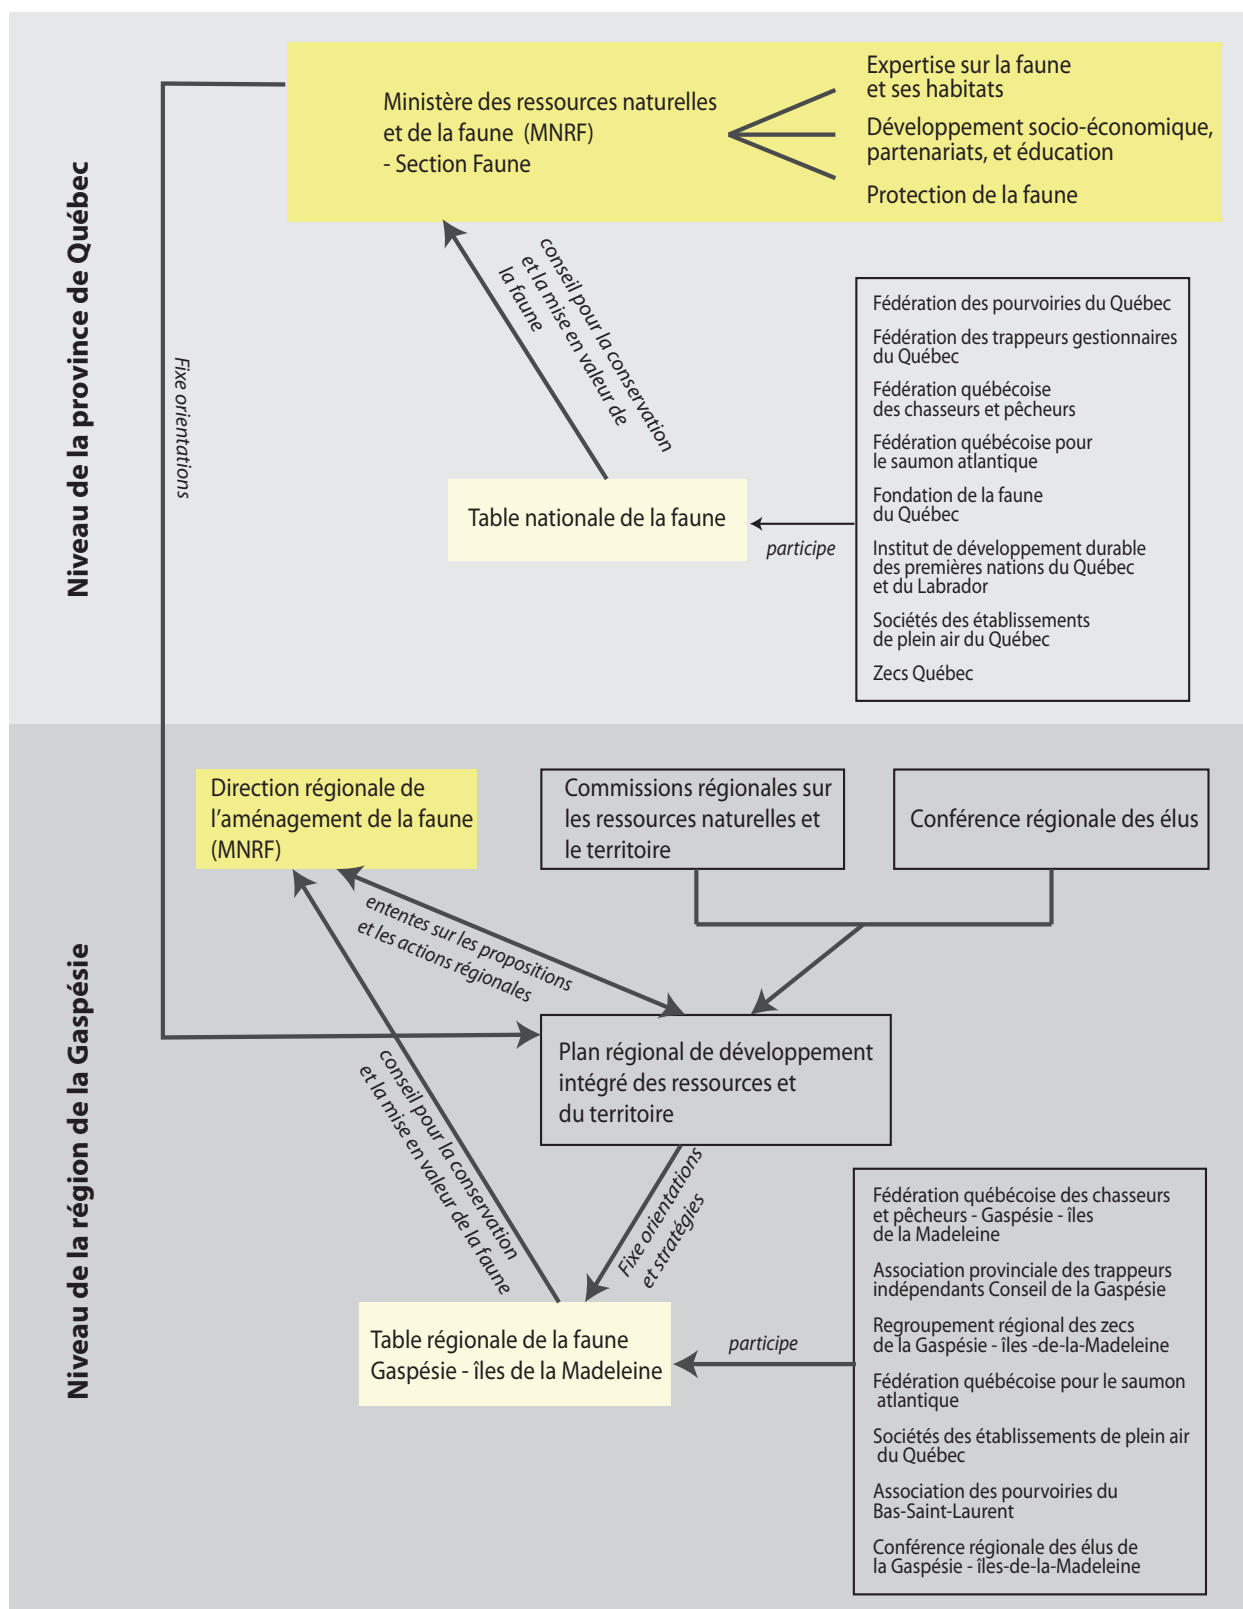 Niveau de la province de Québec
Ministère des ressources naturelles
et de la faune (MNRF)
- Section Faune
Expertise sur la faune
et ses habitats
Développement socio-économique,
partenariats, et éducation
Protection de la faune
Fixe orientations
conseil pour la conservation
et la mise en valeur de
la faune
Table nationale de la faune
participe
Fédération des pourvoiries du Québec
Fédération des trappeurs gestionnaires
du Québec
Fédération québécoise
des chasseurs et pêcheurs
Fédération québécoise pour
le saumon atlantique
Fondation de la faune
du Québec
Institut de développement durable
des premières nations du Québec
et du Labrador
Sociétés des établissements
de plein air du Québec
Zecs Québec
Niveau de la région de la Gaspésie
Direction régionale de
l'aménagement de la faune
(MNRF)
Commissions régionales sur
les ressources naturelles et
le territoire
Conférence régionale des élus
ententes sur les propositions
et les actions régionales
Plan régional de développement
intégré des ressources et
du territoire
conseil pour la conservation
et la mise en valeur de la faune
Fixe orientations
et stratégies
Table régionale de la faune
Gaspésie - îles de la Madeleine
participe
Fédération québécoise des chasseurs
et pêcheurs - Gaspésie - îles
de la Madeleine
Association provinciale des trappeurs
indépendants Conseil de la Gaspésie
Regroupement régional des zecs
de la Gaspésie - îles -de-la-Madeleine
Fédération québécoise pour le saumon
atlantique
Sociétés des établissements de plein air
du Québec
Association des pourvoiries du
Bas-Saint-Laurent
Conférence régionale des élus de
la Gaspésie - îles-de-la-Madeleine